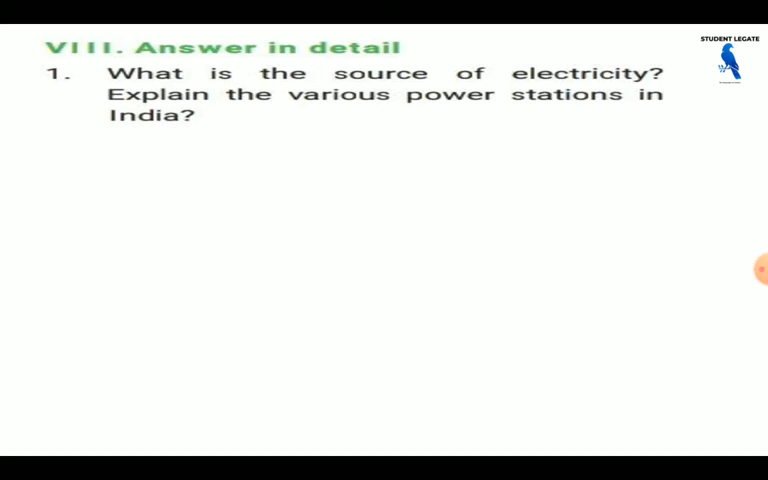 STUDENT LEGATE
VIII. Answer in detail
1. What is the source of electricity?
Explain the various power stations in
India?